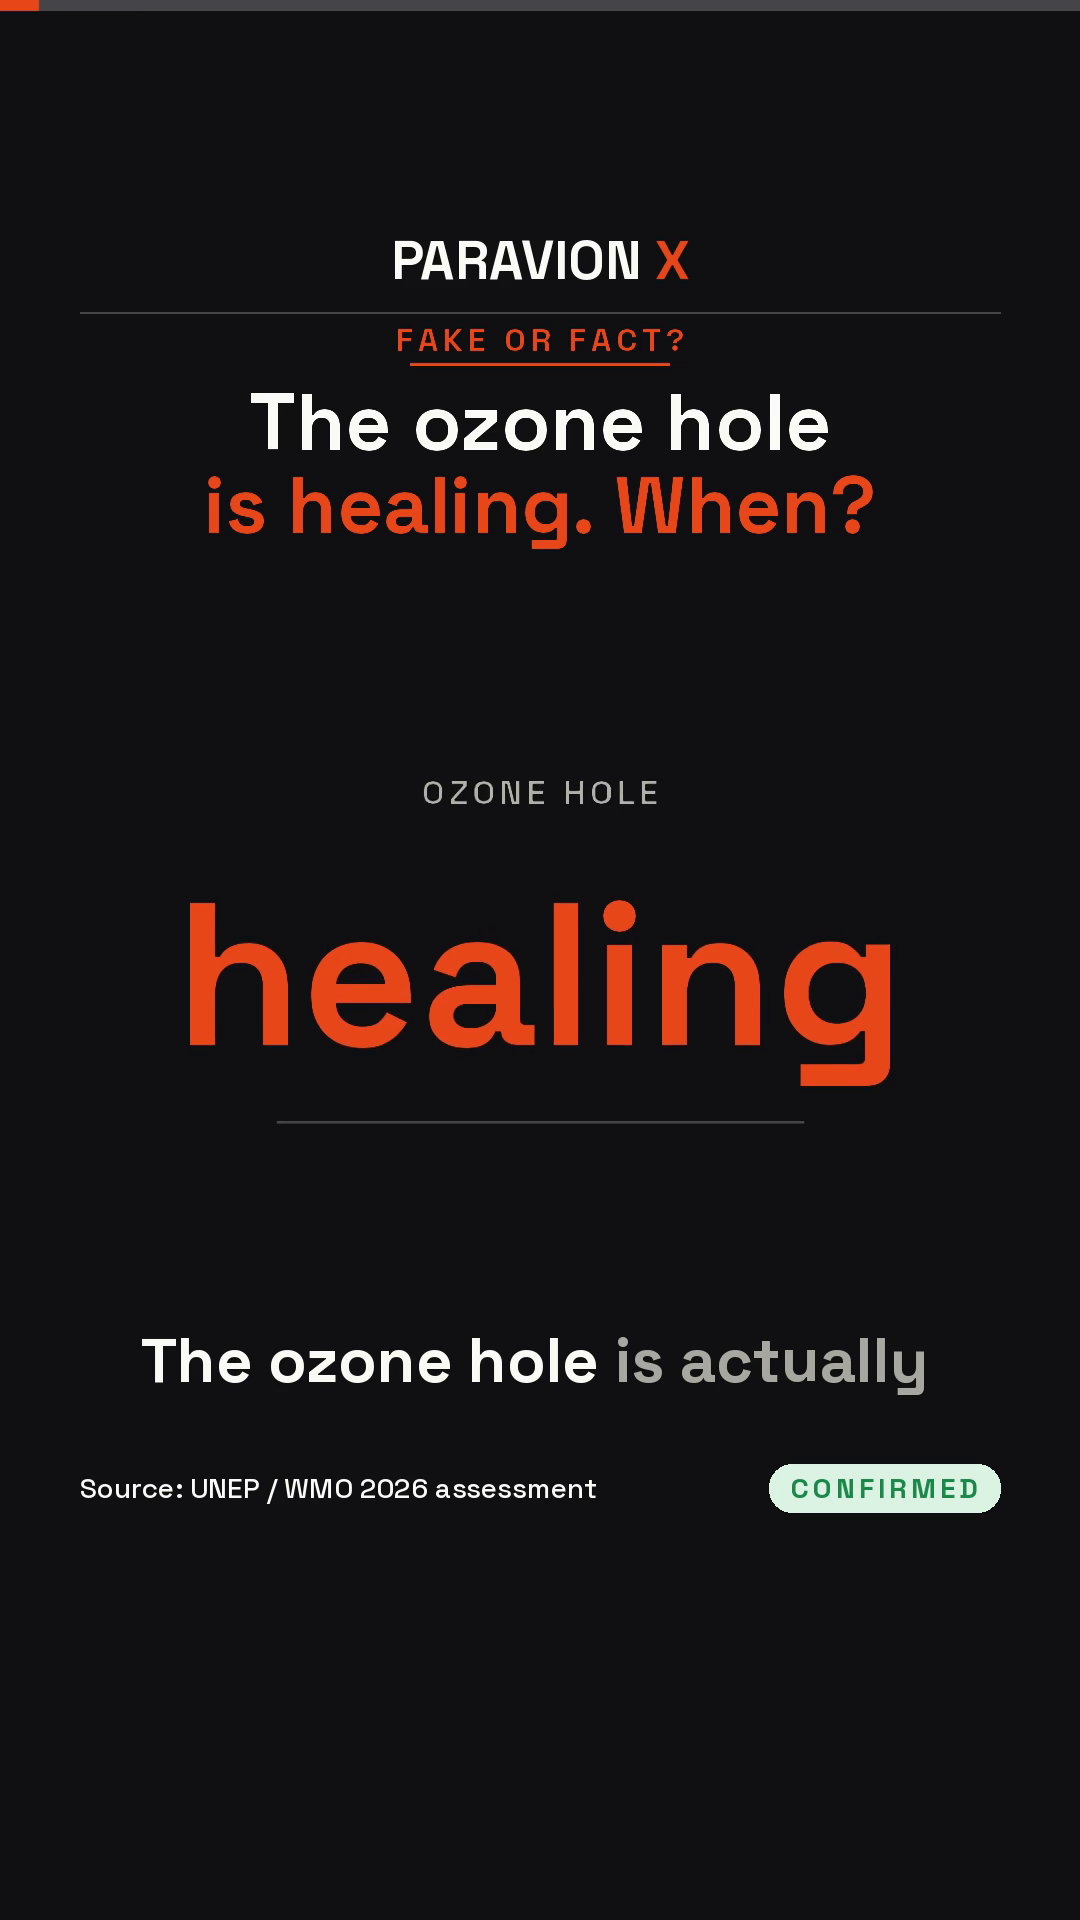 PARAVION X
FAKE OR FACT?
The ozone hole
is healing. When?
OZONE HOLE
healing
The ozone hole is actually
Source: UNEP / WMO 2026 assessment
CONFIRMED